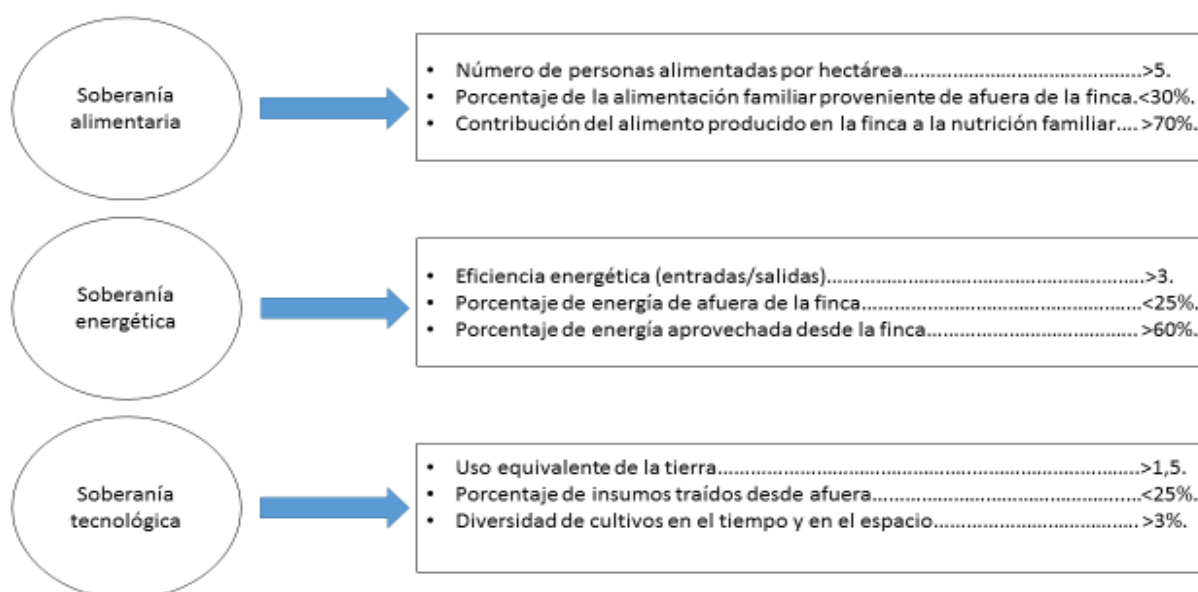 Soberanía
alimentaria
• Número de personas alimentadas por hectárea............................................>5.
• Porcentaje de la alimentación familiar proveniente de afuera de la finca.<30%.
• Contribución del alimento producido en la finca a la nutrición familiar.... >70%.
Soberanía
energética
• Eficiencia energética (entradas/salidas)..........................................................>3.
• Porcentaje de energía de afuera de la finca....................................................<25%.
• Porcentaje de energía aprovechada desde la finca....................................... >60%.
Soberanía
tecnológica
• Uso equivalente de la tierra..............................................................................>1,5.
• Porcentaje de insumos traídos desde afuera..................................................<25%.
• Diversidad de cultivos en el tiempo y en el espacio...................................... >3%.